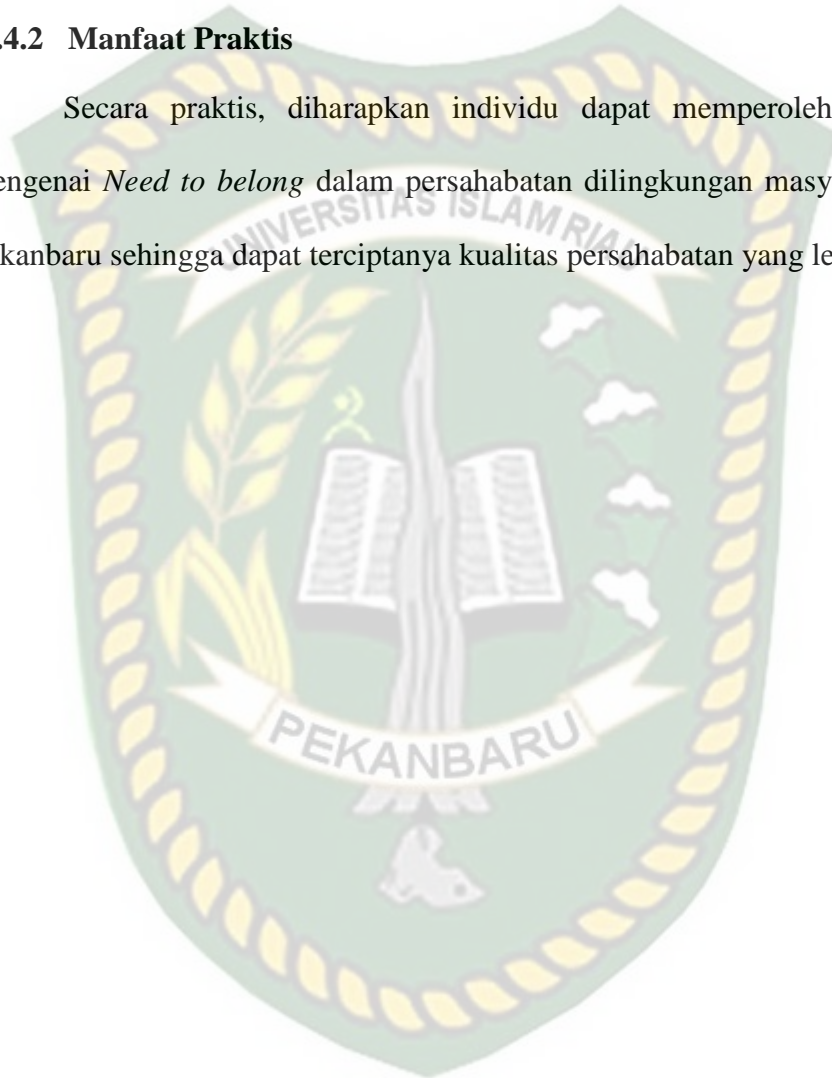 .4.2 Manfaat Praktis
Secara praktis, diharapkan individu dapat memperoleh
engenai Need to belong dalam persahabatan dilingkungan masy
UNIVERSITAS ISLAM RIAU
kanbaru sehingga dapat terciptanya kualitas persahabatan yang le
PEKANBARU